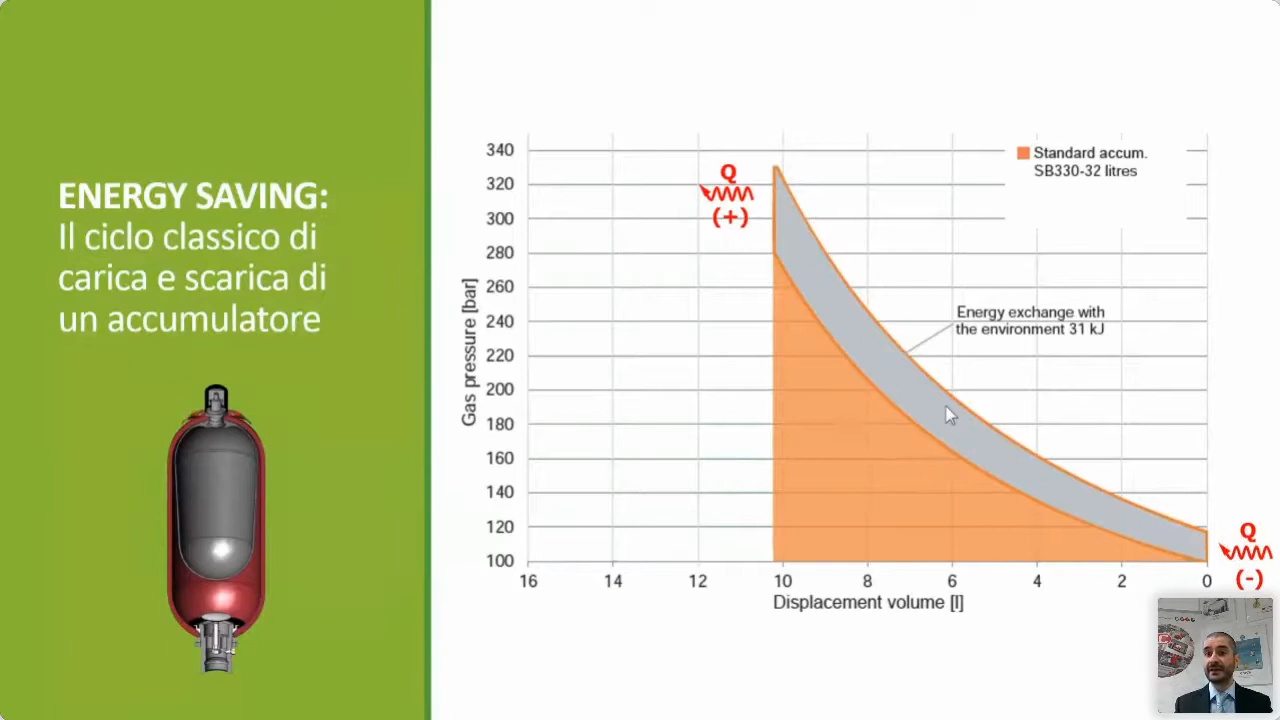 ENERGY SAVING:
Il ciclo classico di
carica e scarica di
un accumulatore
Q
(+)
Standard accum.
SB330-32 litres
Energy exchange with
the environment 31 kJ
Gas pressure [bar]
340
320
300
280
260
240
220
200
180
160
140
120
100
16 14 12 10 8 6 4 2 0
Displacement volume [l]
Q
(-)